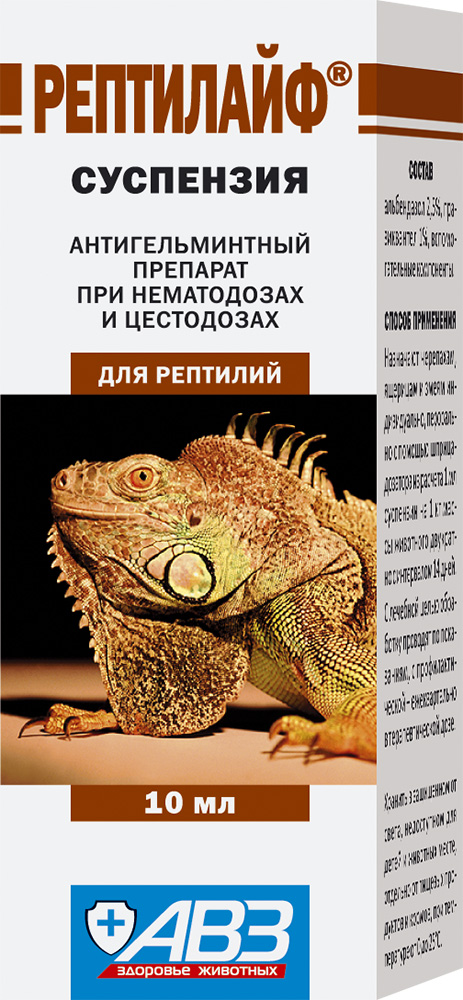 РЕПТИЛАЙФ®
СУСПЕНЗИЯ
АНТИГЕЛЬМИНТНЫЙ
ПРЕПАРАТ
ПРИ НЕМАТОДОЗАХ
И ЦЕСТОДОЗАХ
ДЛЯ РЕПТИЛИЙ
10 мл
АВЗ
ЗДОРОВЬЕ ЖИВОТНЫХ
СОСТАВ
альбендазол 2,5%, пра-
зиквантел 1%, вспомо-
гательные компоненты.
СПОСОБ ПРИМЕНЕНИЯ
Назначают черепахам,
ящерицам и змеям ин-
дивидуально, перораль-
но с помощью шприца-
дозатора из расчета 1 мл
суспензии на 1 кг мас-
сы животного двукрат-
но с интервалом 14 дней.
С лечебной целью обра-
ботку проводят по пока-
заниям, с профилакти-
ческой – ежеквартально
в терапевтической дозе.
Хранить в защищенном от
света, недоступном для
детей и животных месте,
отдельно от пищевых про-
дуктов и кормов, при тем-
пературе от 0 до 25°С.